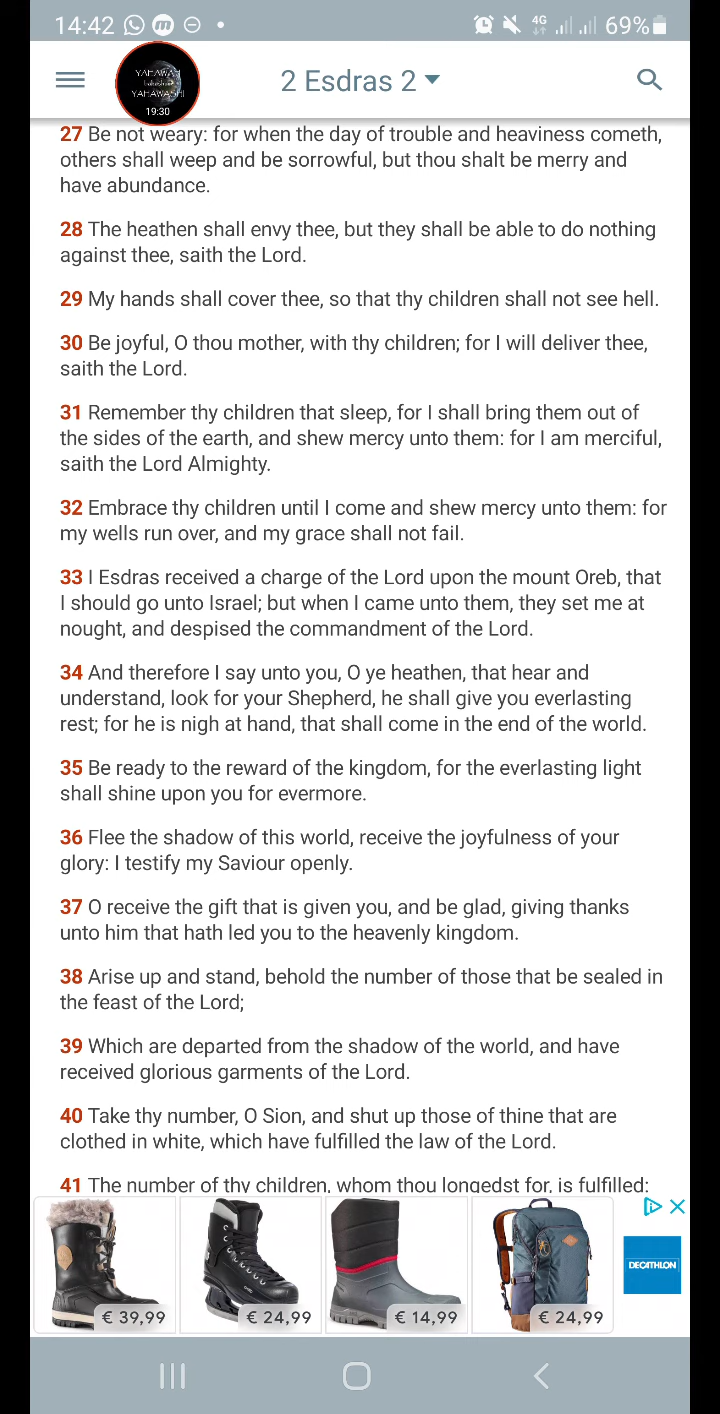 14:42
4G
69%
YAHAWAH
YAHAWASHI
19:30
2 Esdras 2
27 Be not weary: for when the day of trouble and heaviness cometh,
others shall weep and be sorrowful, but thou shalt be merry and
have abundance.
28 The heathen shall envy thee, but they shall be able to do nothing
against thee, saith the Lord.
29 My hands shall cover thee, so that thy children shall not see hell.
30 Be joyful, O thou mother, with thy children; for I will deliver thee,
saith the Lord.
31 Remember thy children that sleep, for I shall bring them out of
the sides of the earth, and shew mercy unto them: for I am merciful,
saith the Lord Almighty.
32 Embrace thy children until I come and shew mercy unto them: for
my wells run over, and my grace shall not fail.
33 I Esdras received a charge of the Lord upon the mount Oreb, that
I should go unto Israel; but when I came unto them, they set me at
nought, and despised the commandment of the Lord.
34 And therefore I say unto you, O ye heathen, that hear and
understand, look for your Shepherd, he shall give you everlasting
rest; for he is nigh at hand, that shall come in the end of the world.
35 Be ready to the reward of the kingdom, for the everlasting light
shall shine upon you for evermore.
36 Flee the shadow of this world, receive the joyfulness of your
glory: I testify my Saviour openly.
37 O receive the gift that is given you, and be glad, giving thanks
unto him that hath led you to the heavenly kingdom.
38 Arise up and stand, behold the number of those that be sealed in
the feast of the Lord;
39 Which are departed from the shadow of the world, and have
received glorious garments of the Lord.
40 Take thy number, O Sion, and shut up those of thine that are
clothed in white, which have fulfilled the law of the Lord.
41 The number of thy children, whom thou longedst for, is fulfilled:
€ 39,99
€ 24,99
€ 14,99
€ 24,99
DECATHLON